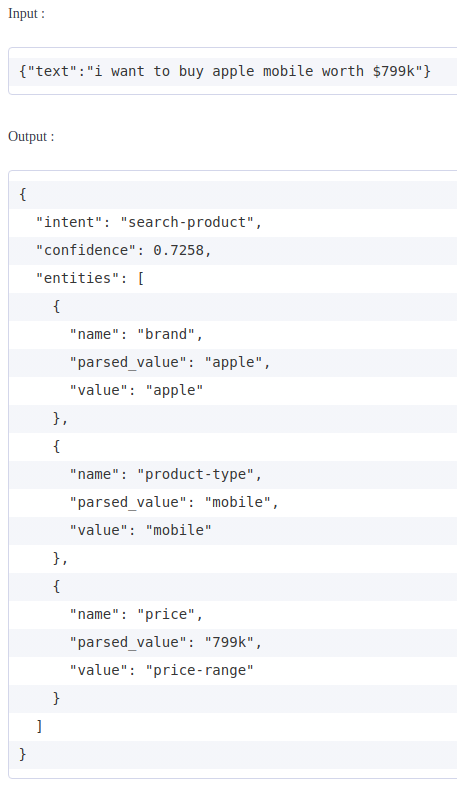 Input :
{"text":"i want to buy apple mobile worth $799k"}
Output :
{
  "intent": "search-product",
  "confidence": 0.7258,
  "entities": [
    {
      "name": "brand",
      "parsed_value": "apple",
      "value": "apple"
    },
    {
      "name": "product-type",
      "parsed_value": "mobile",
      "value": "mobile"
    },
    {
      "name": "price",
      "parsed_value": "799k",
      "value": "price-range"
    }
  ]
}